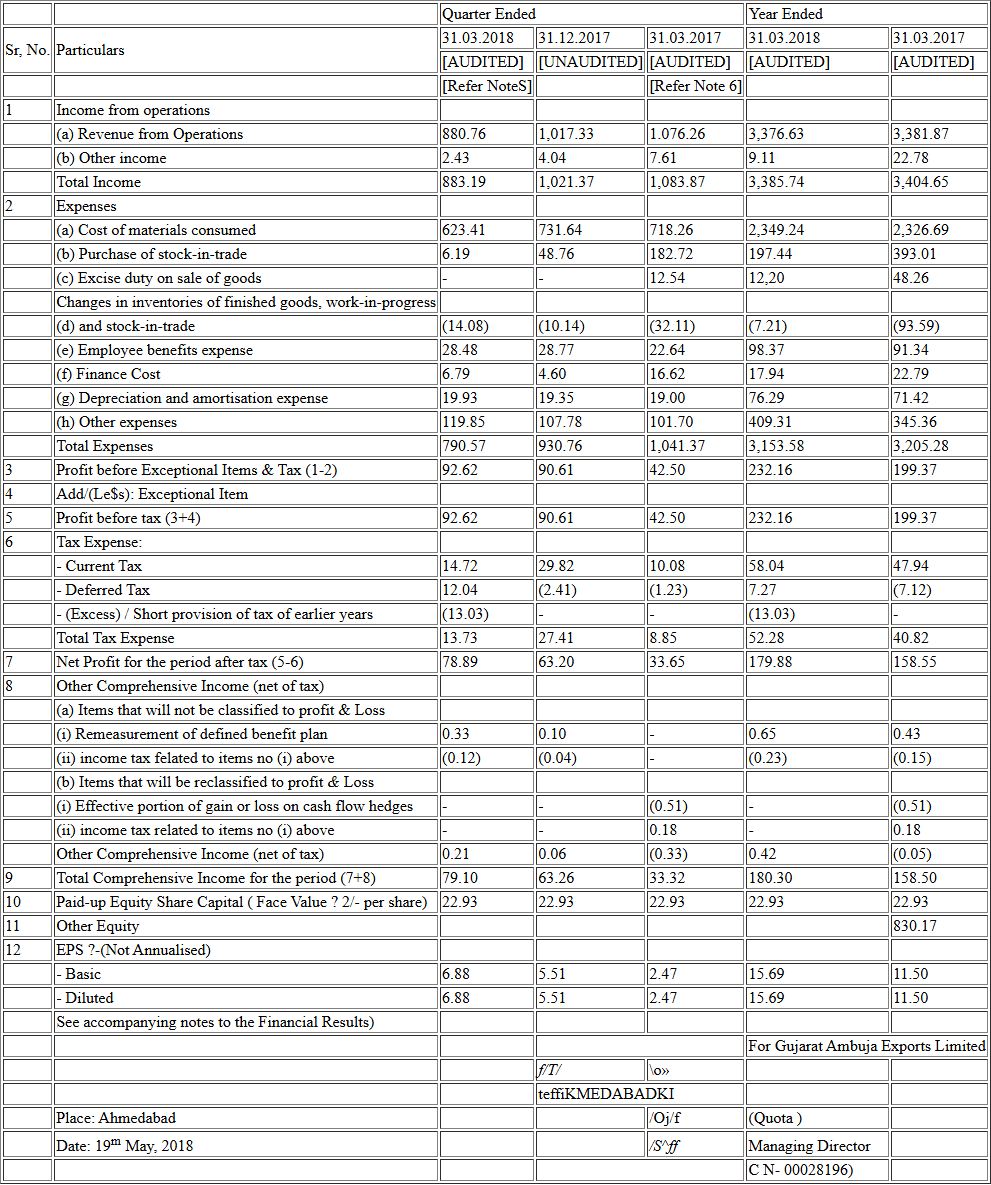 Quarter Ended Year Ended
Sr, No. Particulars 31.03.2018 31.12.2017 31.03.2017 31.03.2018 31.03.2017
[AUDITED] [UNAUDITED] [AUDITED] [AUDITED] [AUDITED]
[Refer NoteS] [Refer Note 6]
1 Income from operations
(a) Revenue from Operations 880.76 1,017.33 1.076.26 3,376.63 3,381.87
(b) Other income 2.43 4.04 7.61 9.11 22.78
Total Income 883.19 1,021.37 1,083.87 3,385.74 3,404.65
2 Expenses
(a) Cost of materials consumed 623.41 731.64 718.26 2,349.24 2,326.69
(b) Purchase of stock-in-trade 6.19 48.76 182.72 197.44 393.01
(c) Excise duty on sale of goods - - 12.54 12,20 48.26
Changes in inventories of finished goods, work-in-progress
(d) and stock-in-trade (14.08) (10.14) (32.11) (7.21) (93.59)
(e) Employee benefits expense 28.48 28.77 22.64 98.37 91.34
(f) Finance Cost 6.79 4.60 16.62 17.94 22.79
(g) Depreciation and amortisation expense 19.93 19.35 19.00 76.29 71.42
(h) Other expenses 119.85 107.78 101.70 409.31 345.36
Total Expenses 790.57 930.76 1,041.37 3,153.58 3,205.28
3 Profit before Exceptional Items & Tax (1-2) 92.62 90.61 42.50 232.16 199.37
4 Add/(Le$s): Exceptional Item
5 Profit before tax (3+4) 92.62 90.61 42.50 232.16 199.37
6 Tax Expense:
- Current Tax 14.72 29.82 10.08 58.04 47.94
- Deferred Tax 12.04 (2.41) (1.23) 7.27 (7.12)
- (Excess) / Short provision of tax of earlier years (13.03) - - (13.03) -
Total Tax Expense 13.73 27.41 8.85 52.28 40.82
7 Net Profit for the period after tax (5-6) 78.89 63.20 33.65 179.88 158.55
8 Other Comprehensive Income (net of tax)
(a) Items that will not be classified to profit & Loss
(i) Remeasurement of defined benefit plan 0.33 0.10 - 0.65 0.43
(ii) income tax felated to items no (i) above (0.12) (0.04) - (0.23) (0.15)
(b) Items that will be reclassified to profit & Loss
(i) Effective portion of gain or loss on cash flow hedges - - (0.51) - (0.51)
(ii) income tax related to items no (i) above - - 0.18 - 0.18
Other Comprehensive Income (net of tax) 0.21 0.06 (0.33) 0.42 (0.05)
9 Total Comprehensive Income for the period (7+8) 79.10 63.26 33.32 180.30 158.50
10 Paid-up Equity Share Capital ( Face Value ? 2/- per share) 22.93 22.93 22.93 22.93 22.93
11 Other Equity 830.17
12 EPS ?-(Not Annualised)
- Basic 6.88 5.51 2.47 15.69 11.50
- Diluted 6.88 5.51 2.47 15.69 11.50
See accompanying notes to the Financial Results)
For Gujarat Ambuja Exports Limited
f/T/ \o»
teffiKMEDABADKI
Place: Ahmedabad /Oj/f (Quota )
Date: 19m May, 2018 /S^ff Managing Director
C N- 00028196)